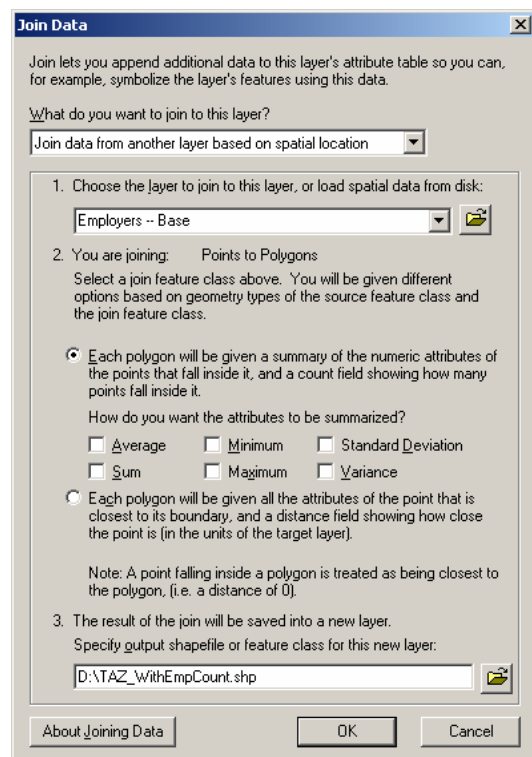 Join Data
Join lets you append additional data to this layer's attribute table so you can,
for example, symbolize the layer's features using this data.
What do you want to join to this layer?
Join data from another layer based on spatial location
1. Choose the layer to join to this layer, or load spatial data from disk:
Employers -- Base
2. You are joining: Points to Polygons
Select a join feature class above. You will be given different
options based on geometry types of the source feature class and
the join feature class.
Each polygon will be given a summary of the numeric attributes of
the points that fall inside it, and a count field showing how many
points fall inside it.
How do you want the attributes to be summarized?
Average Minimum Standard Deviation
Sum Maximum Variance
Each polygon will be given all the attributes of the point that is
closest to its boundary, and a distance field showing how close
the point is (in the units of the target layer).
Note: A point falling inside a polygon is treated as being closest to
the polygon, (i.e. a distance of 0).
3. The result of the join will be saved into a new layer.
Specify output shapefile or feature class for this new layer:
D:\TAZ_WithEmpCount.shp
About Joining Data OK Cancel